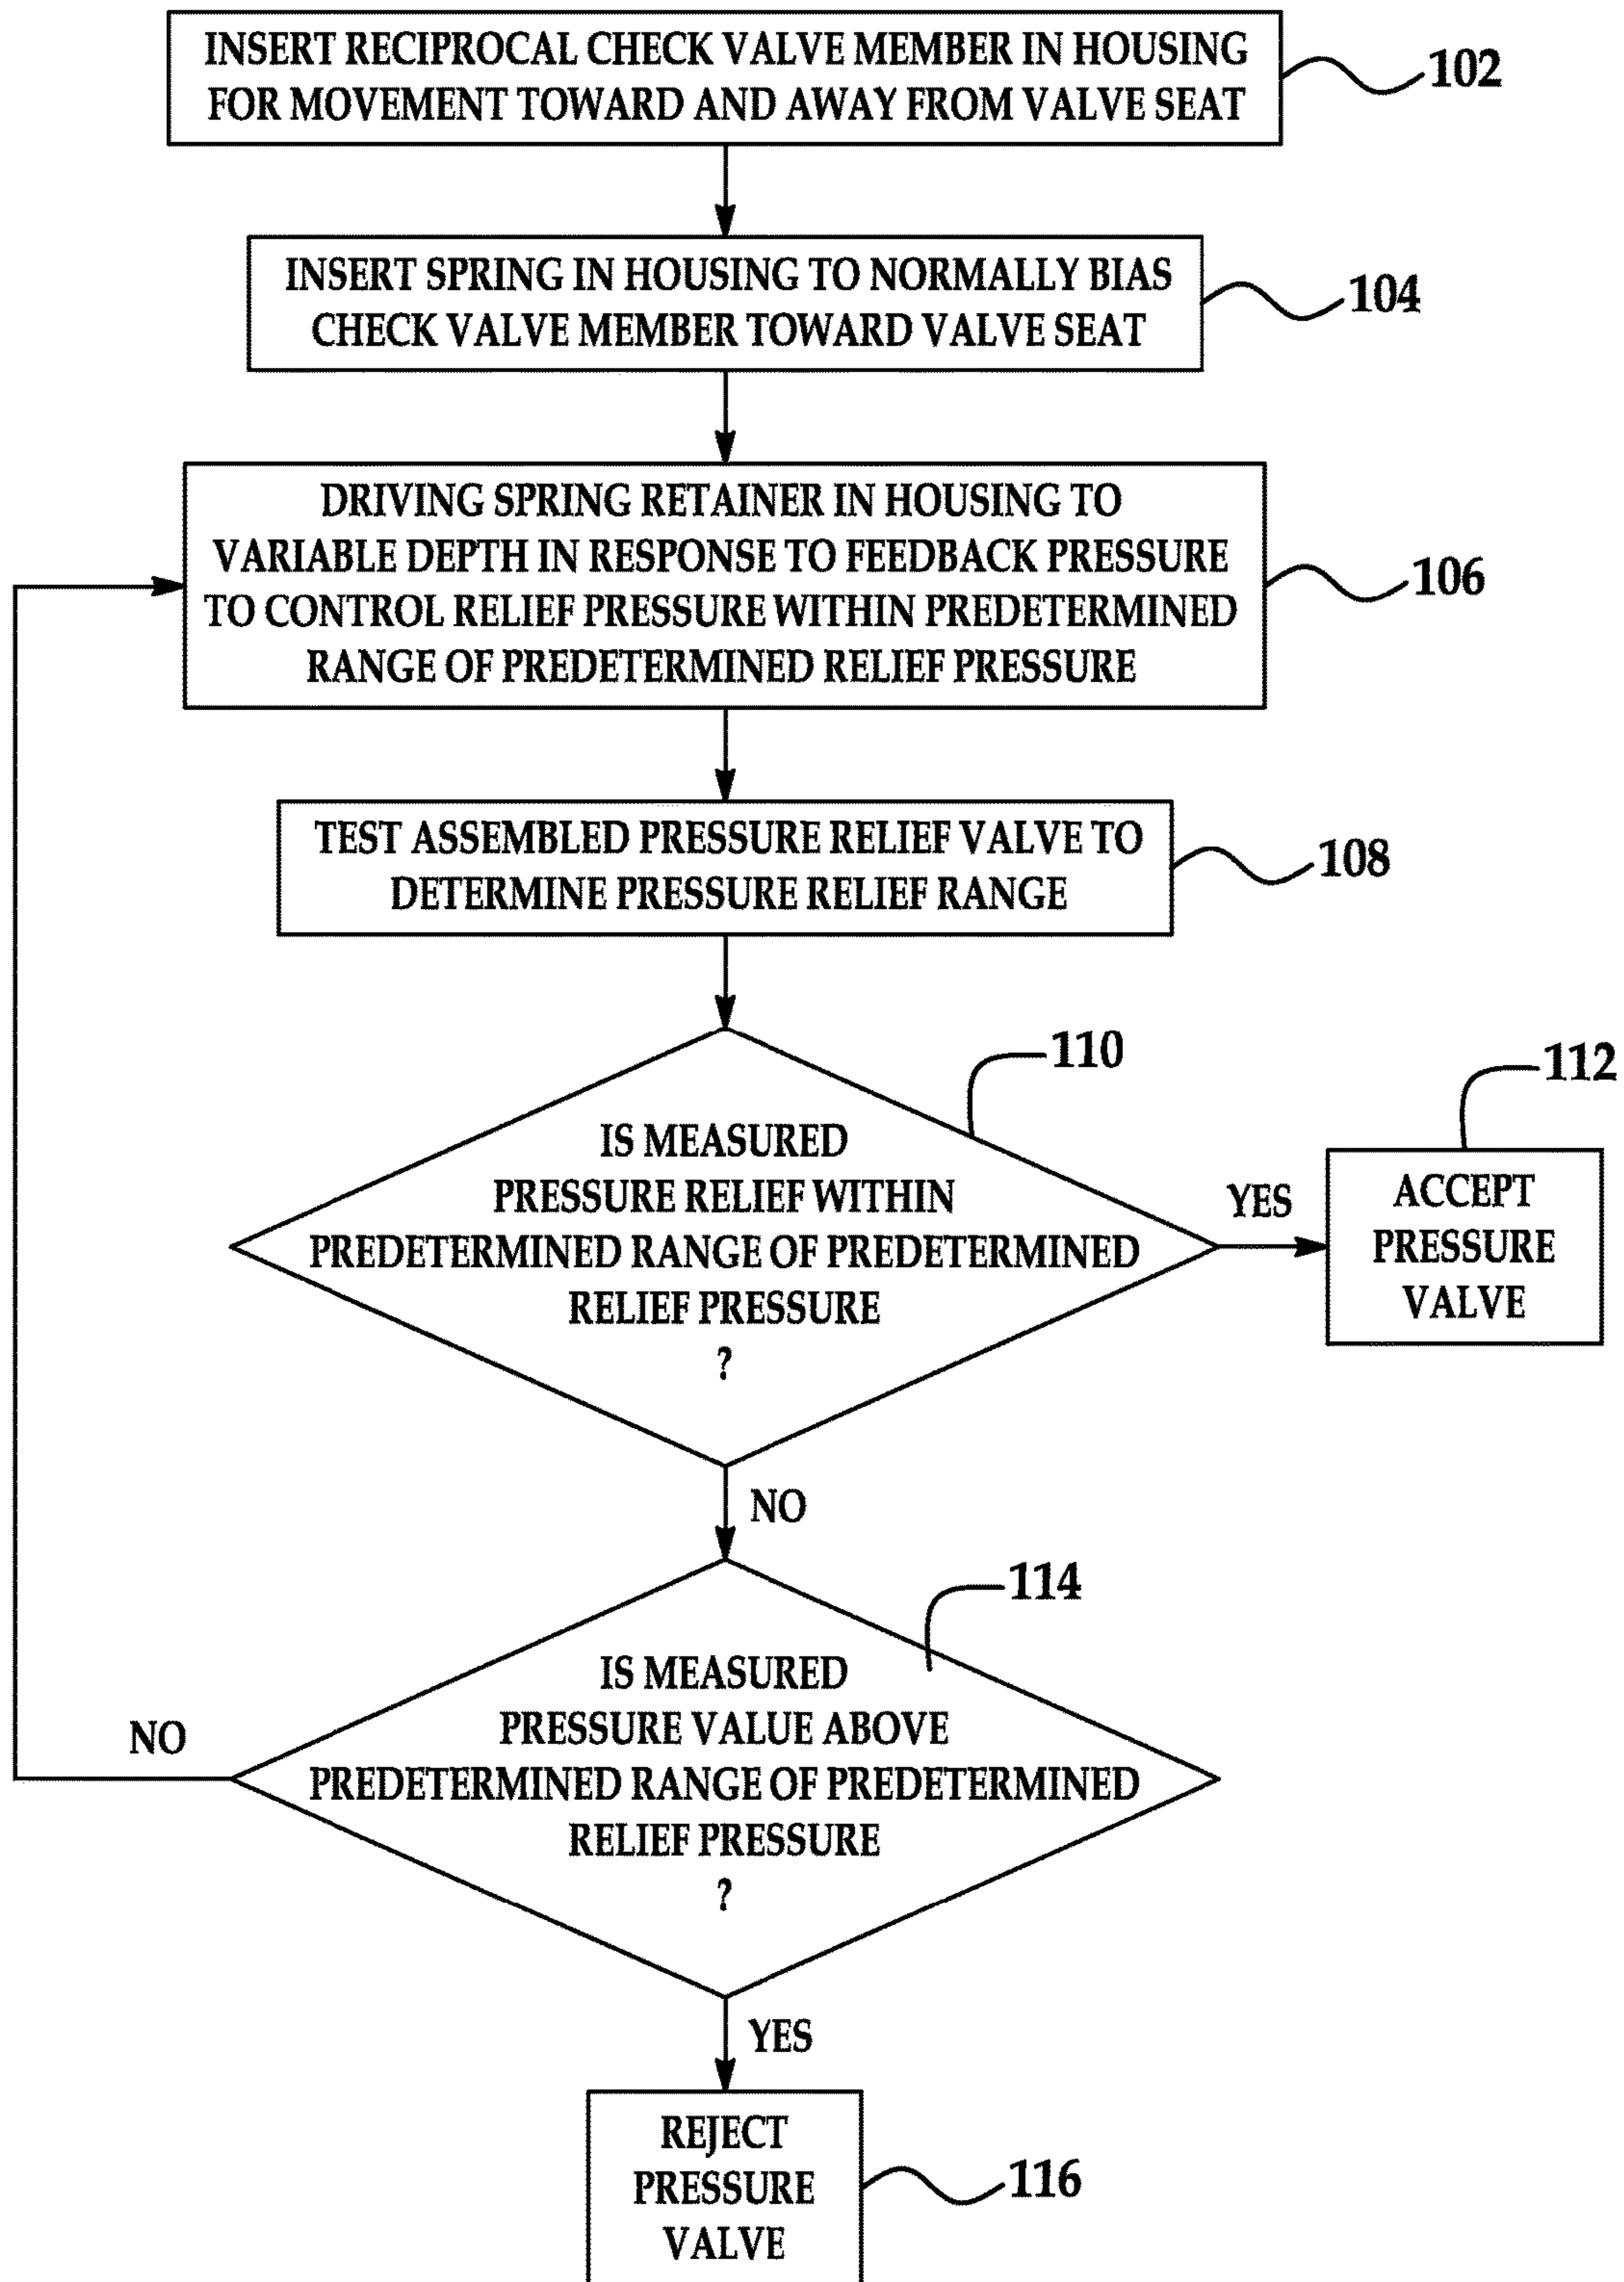 INSERT RECIPROCAL CHECK VALVE MEMBER IN HOUSING
FOR MOVEMENT TOWARD AND AWAY FROM VALVE SEAT
102
INSERT SPRING IN HOUSING TO NORMALLY BIAS
CHECK VALVE MEMBER TOWARD VALVE SEAT
104
DRIVING SPRING RETAINER IN HOUSING TO
VARIABLE DEPTH IN RESPONSE TO FEEDBACK PRESSURE
TO CONTROL RELIEF PRESSURE WITHIN PREDETERMINED
RANGE OF PREDETERMINED RELIEF PRESSURE
106
TEST ASSEMBLED PRESSURE RELIEF VALVE TO
DETERMINE PRESSURE RELIEF RANGE
108
110
IS MEASURED
PRESSURE RELIEF WITHIN
PREDETERMINED RANGE OF PREDETERMINED
RELIEF PRESSURE
?
YES
112
ACCEPT
PRESSURE
VALVE
NO
114
IS MEASURED
PRESSURE VALUE ABOVE
PREDETERMINED RANGE OF PREDETERMINED
RELIEF PRESSURE
?
NO
YES
REJECT
PRESSURE
VALVE
116